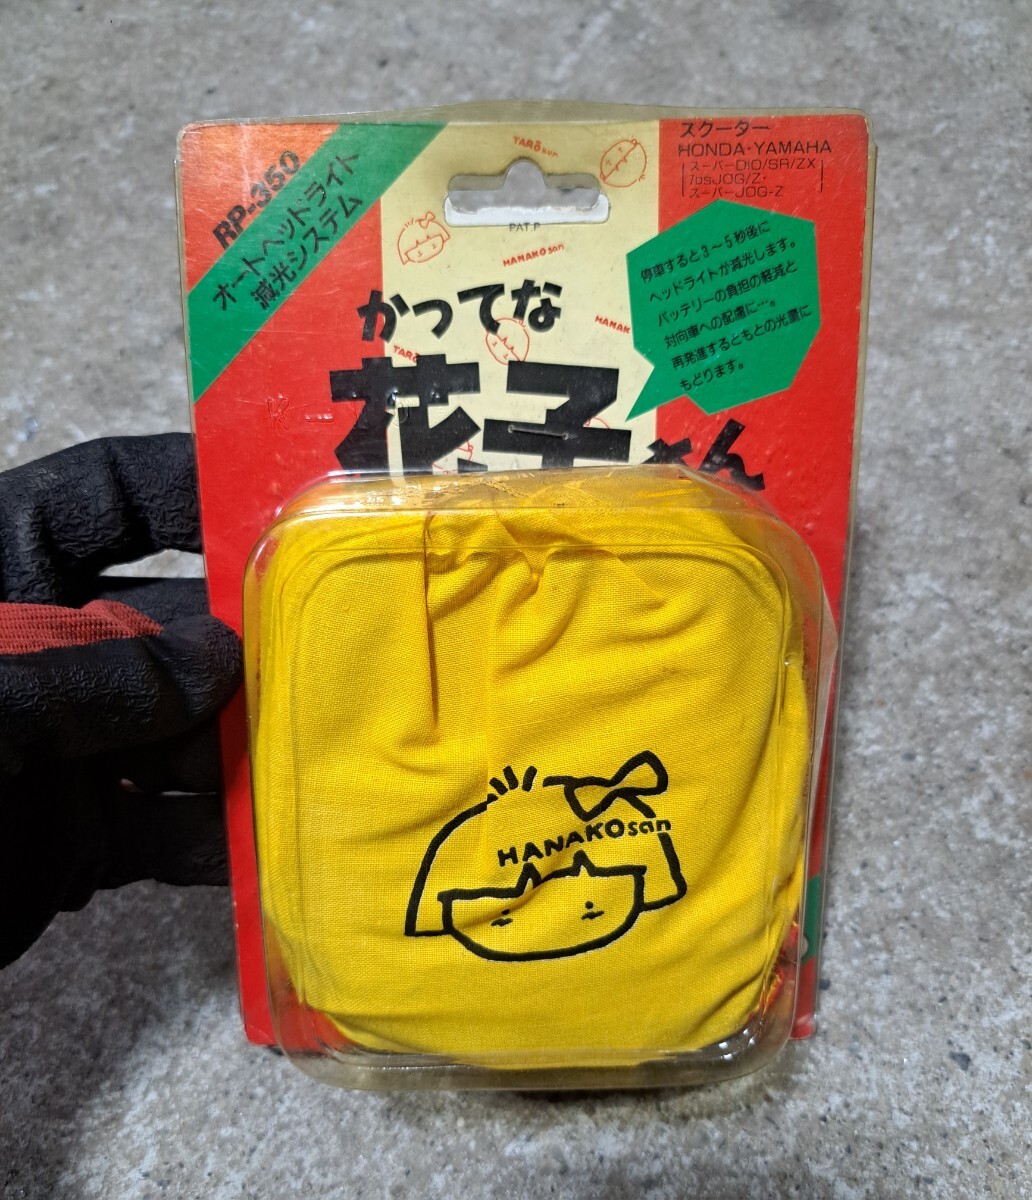 RP-350
オートヘッドライト
減光システム
TARŌkun
PAT.P
HANAKOsan
スクーター
HONDA・YAMAHA
スーパーDIO/SR/ZX
7psJOG/Z・
スーパーJOG-Z
停車すると3〜5秒後に
ヘッドライトが減光します。
バッテリーの負担の軽減と
対向車への配慮に…。
再発進するともとの光量に
もどります。
かってな
HANAK
TARŌ
花子さん
HANAKOsan